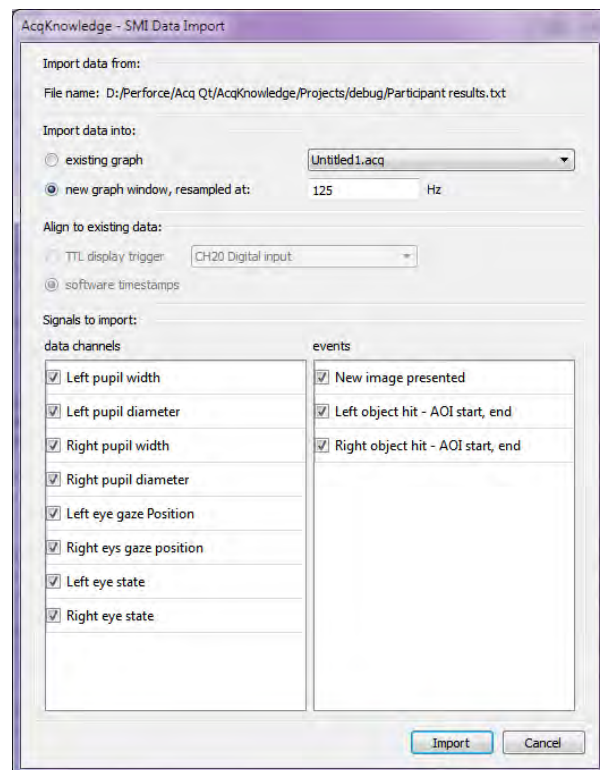 AcqKnowledge - SMI Data Import
Import data from:
File name: D:/Perforce/Acq Qt/AcqKnowledge/Projects/debug/Participant results.txt
Import data into:
existing graph Untitled1.acq
new graph window, resampled at: 125 Hz
Align to existing data:
TTL display trigger CH20 Digital input
software timestamps
Signals to import:
data channels events
Left pupil width New image presented
Left pupil diameter Left object hit - AOI start, end
Right pupil width Right object hit - AOI start, end
Right pupil diameter
Left eye gaze Position
Right eys gaze position
Left eye state
Right eye state
Import Cancel